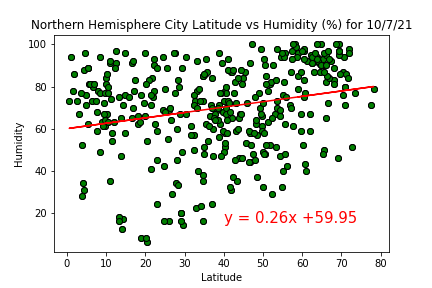 Northern Hemisphere City Latitude vs Humidity (%) for 10/7/21
100
80
60
40
20
Humidity
y = 0.26x +59.95
0 10 20 30 40 50 60 70 80
Latitude